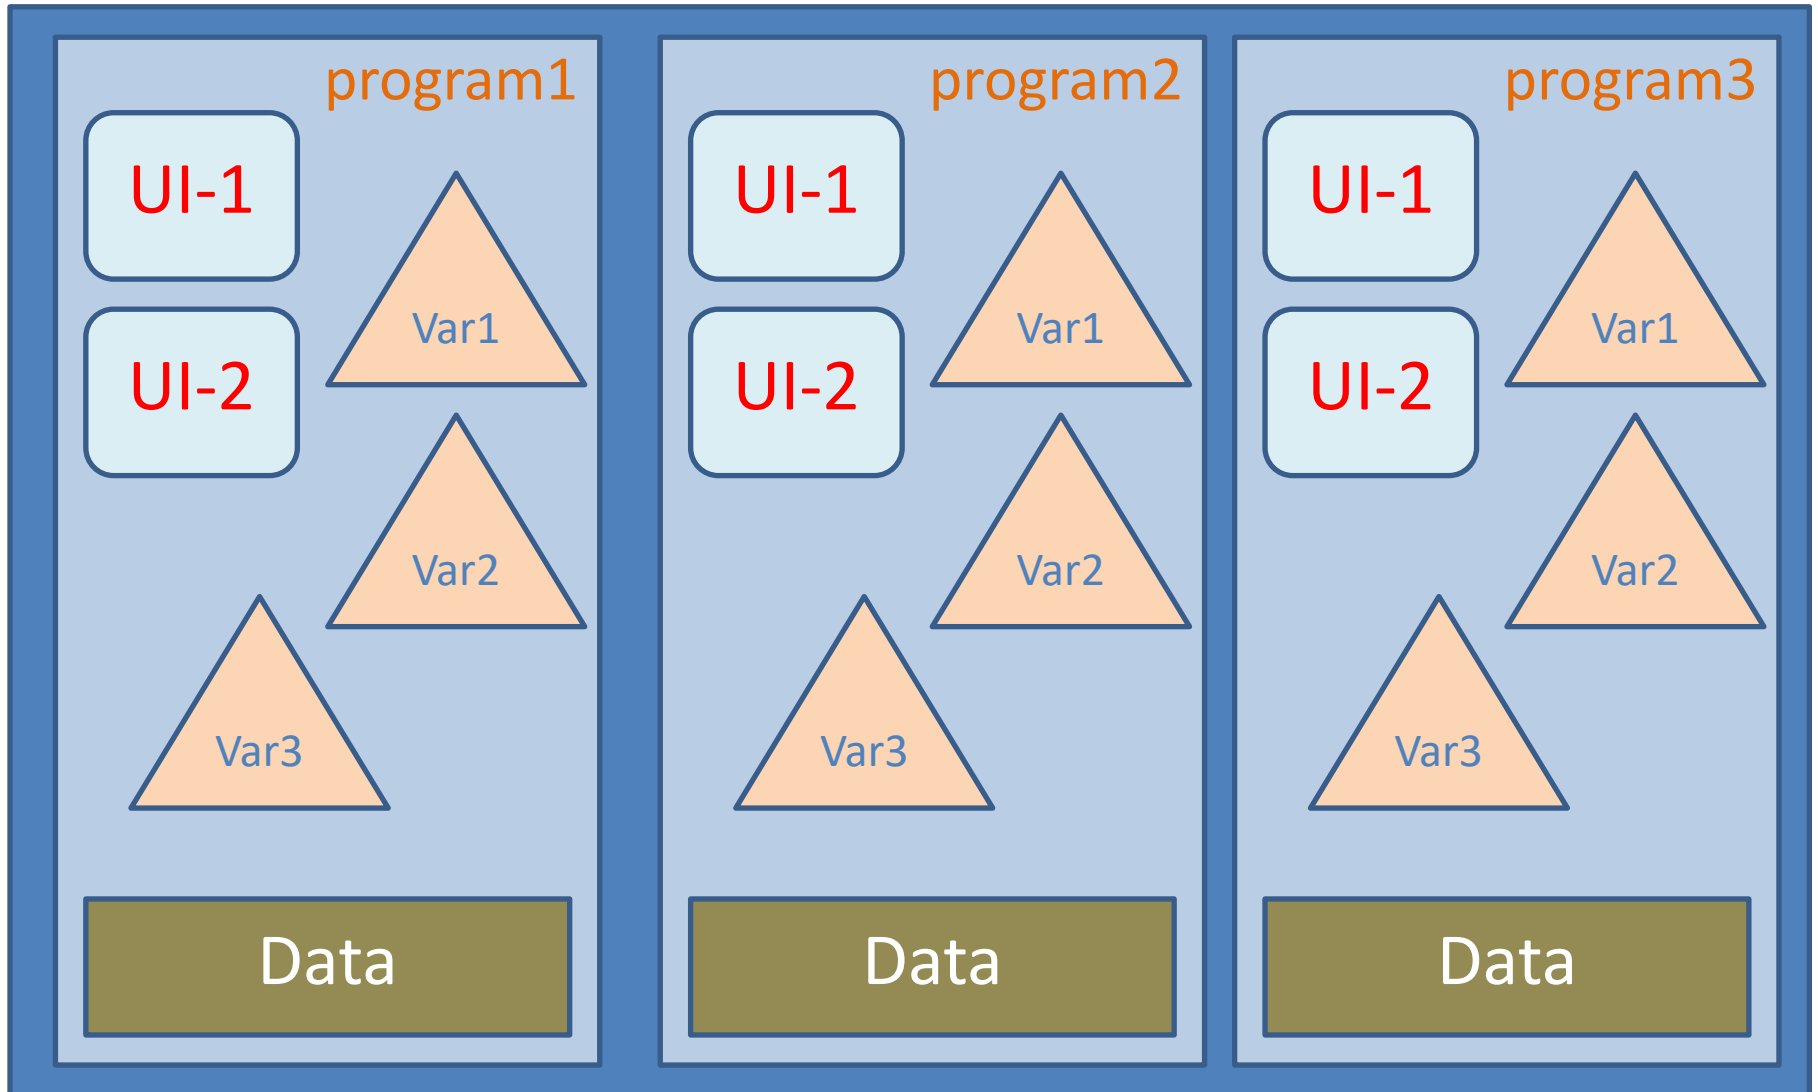 program1
UI-1
Var1
UI-2
Var2
Var3
Data
program2
UI-1
Var1
UI-2
Var2
Var3
Data
program3
UI-1
Var1
UI-2
Var2
Var3
Data